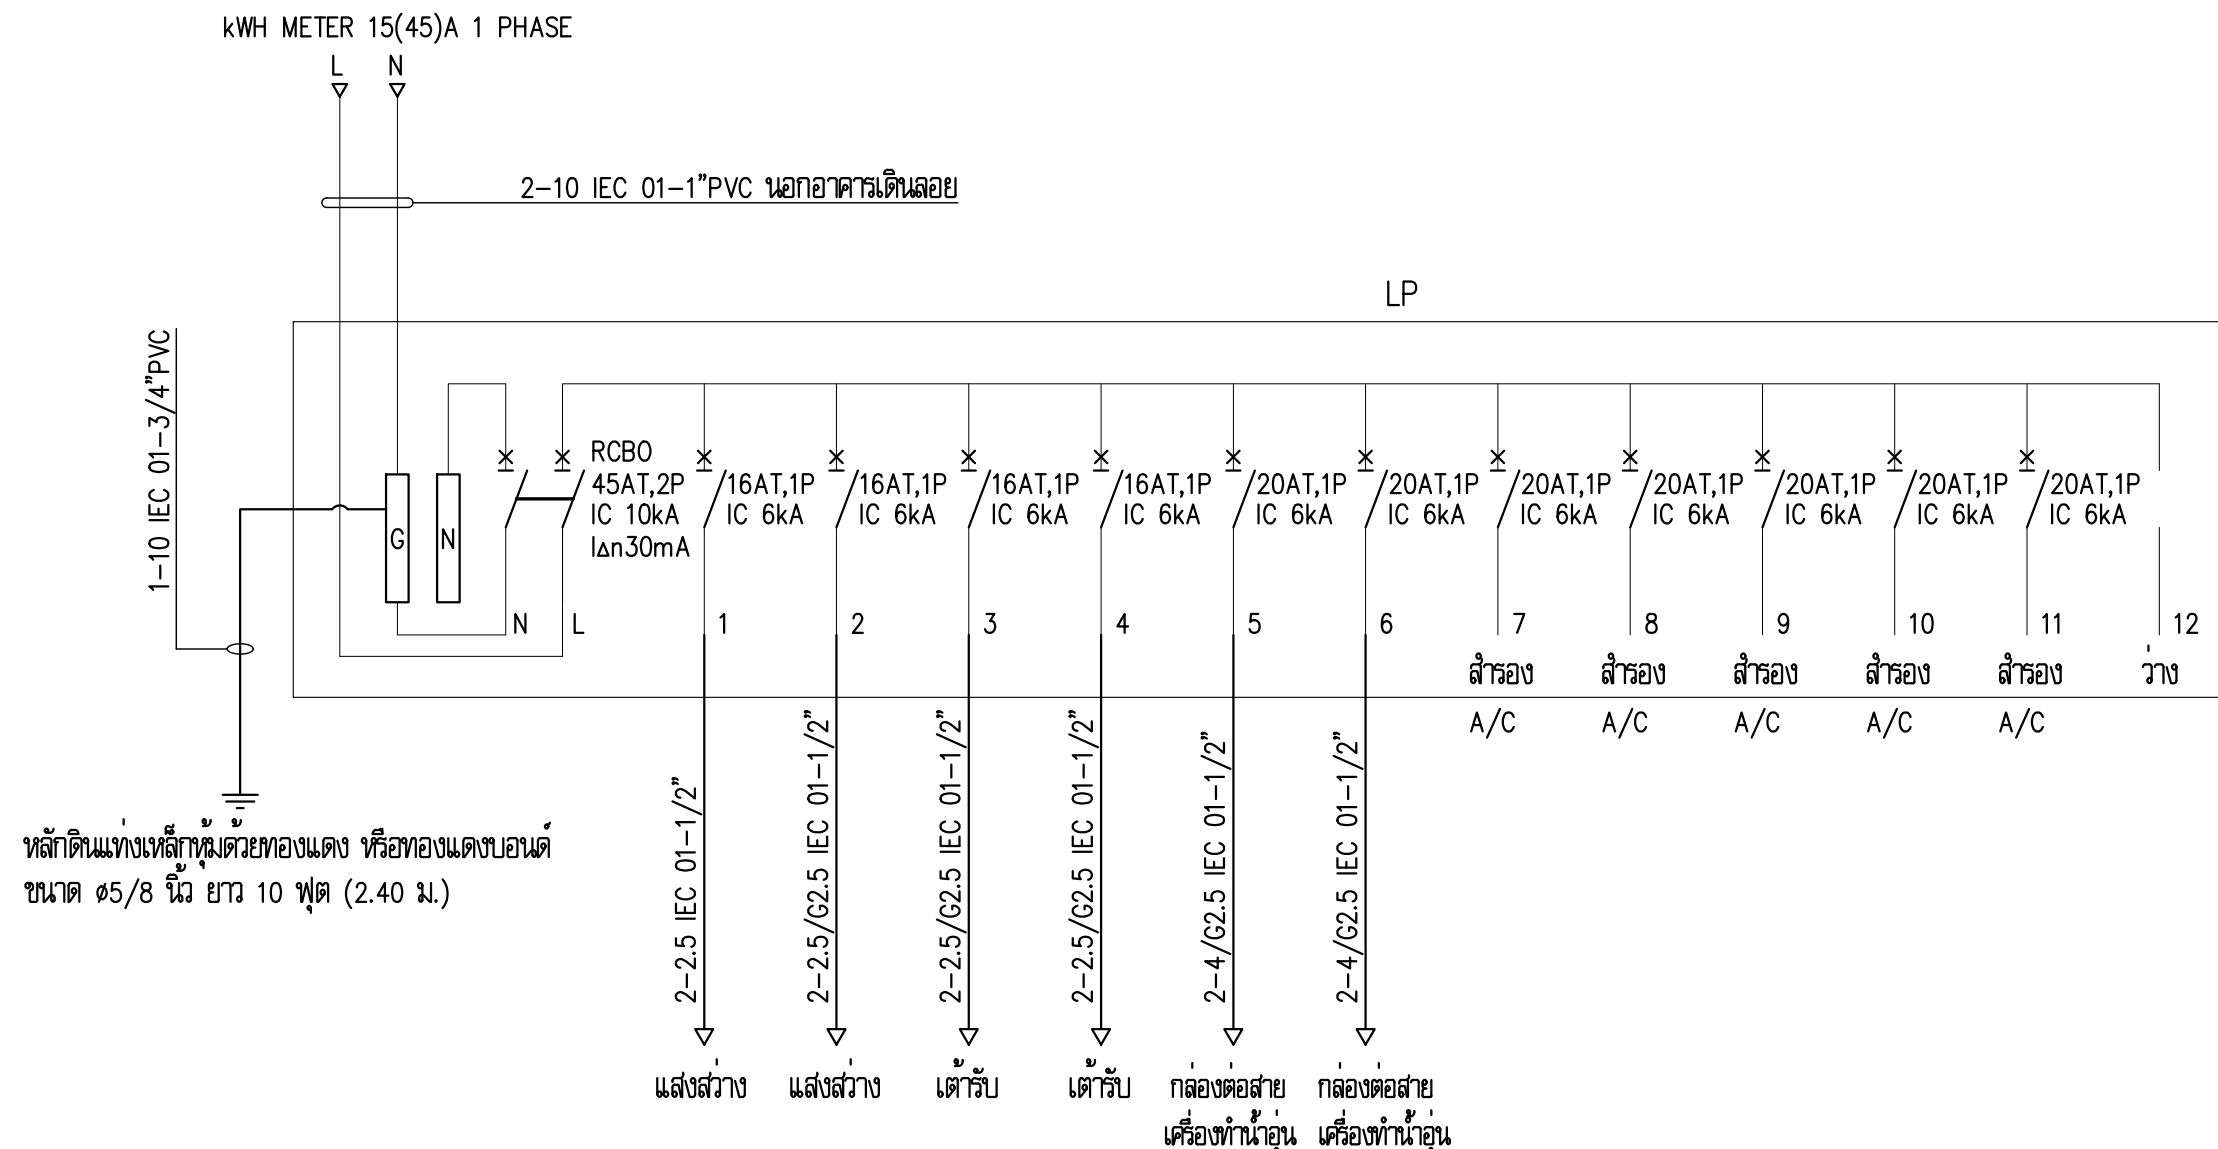 kWH METER 15(45)A 1 PHASE
L N
2-10 IEC 01-1"PVC นอกอาคารเดินลอย
LP
1-10 IEC 01-3/4"PVC
G
N
RCBO
45AT,2P
IC 10kA
IΔn30mA
N L
16AT,1P
IC 6kA
1
16AT,1P
IC 6kA
2
16AT,1P
IC 6kA
3
16AT,1P
IC 6kA
4
20AT,1P
IC 6kA
5
20AT,1P
IC 6kA
6
20AT,1P
IC 6kA
7
สำรอง
A/C
20AT,1P
IC 6kA
8
สำรอง
A/C
20AT,1P
IC 6kA
9
สำรอง
A/C
20AT,1P
IC 6kA
10
สำรอง
A/C
20AT,1P
IC 6kA
11
สำรอง
A/C
12
ว่าง
หลักดินแท่งเหล็กหุ้มด้วยทองแดง หรือทองแดงบอนด์
ขนาด ø5/8 นิ้ว ยาว 10 ฟุต (2.40 ม.)
2-2.5 IEC 01-1/2"
แสงสว่าง
2-2.5/G2.5 IEC 01-1/2"
แสงสว่าง
2-2.5/G2.5 IEC 01-1/2"
เต้ารับ
2-2.5/G2.5 IEC 01-1/2"
เต้ารับ
2-4/G2.5 IEC 01-1/2"
กล่องต่อสาย
เครื่องทำน้ำอุ่น
2-4/G2.5 IEC 01-1/2"
กล่องต่อสาย
เครื่องทำน้ำอุ่น